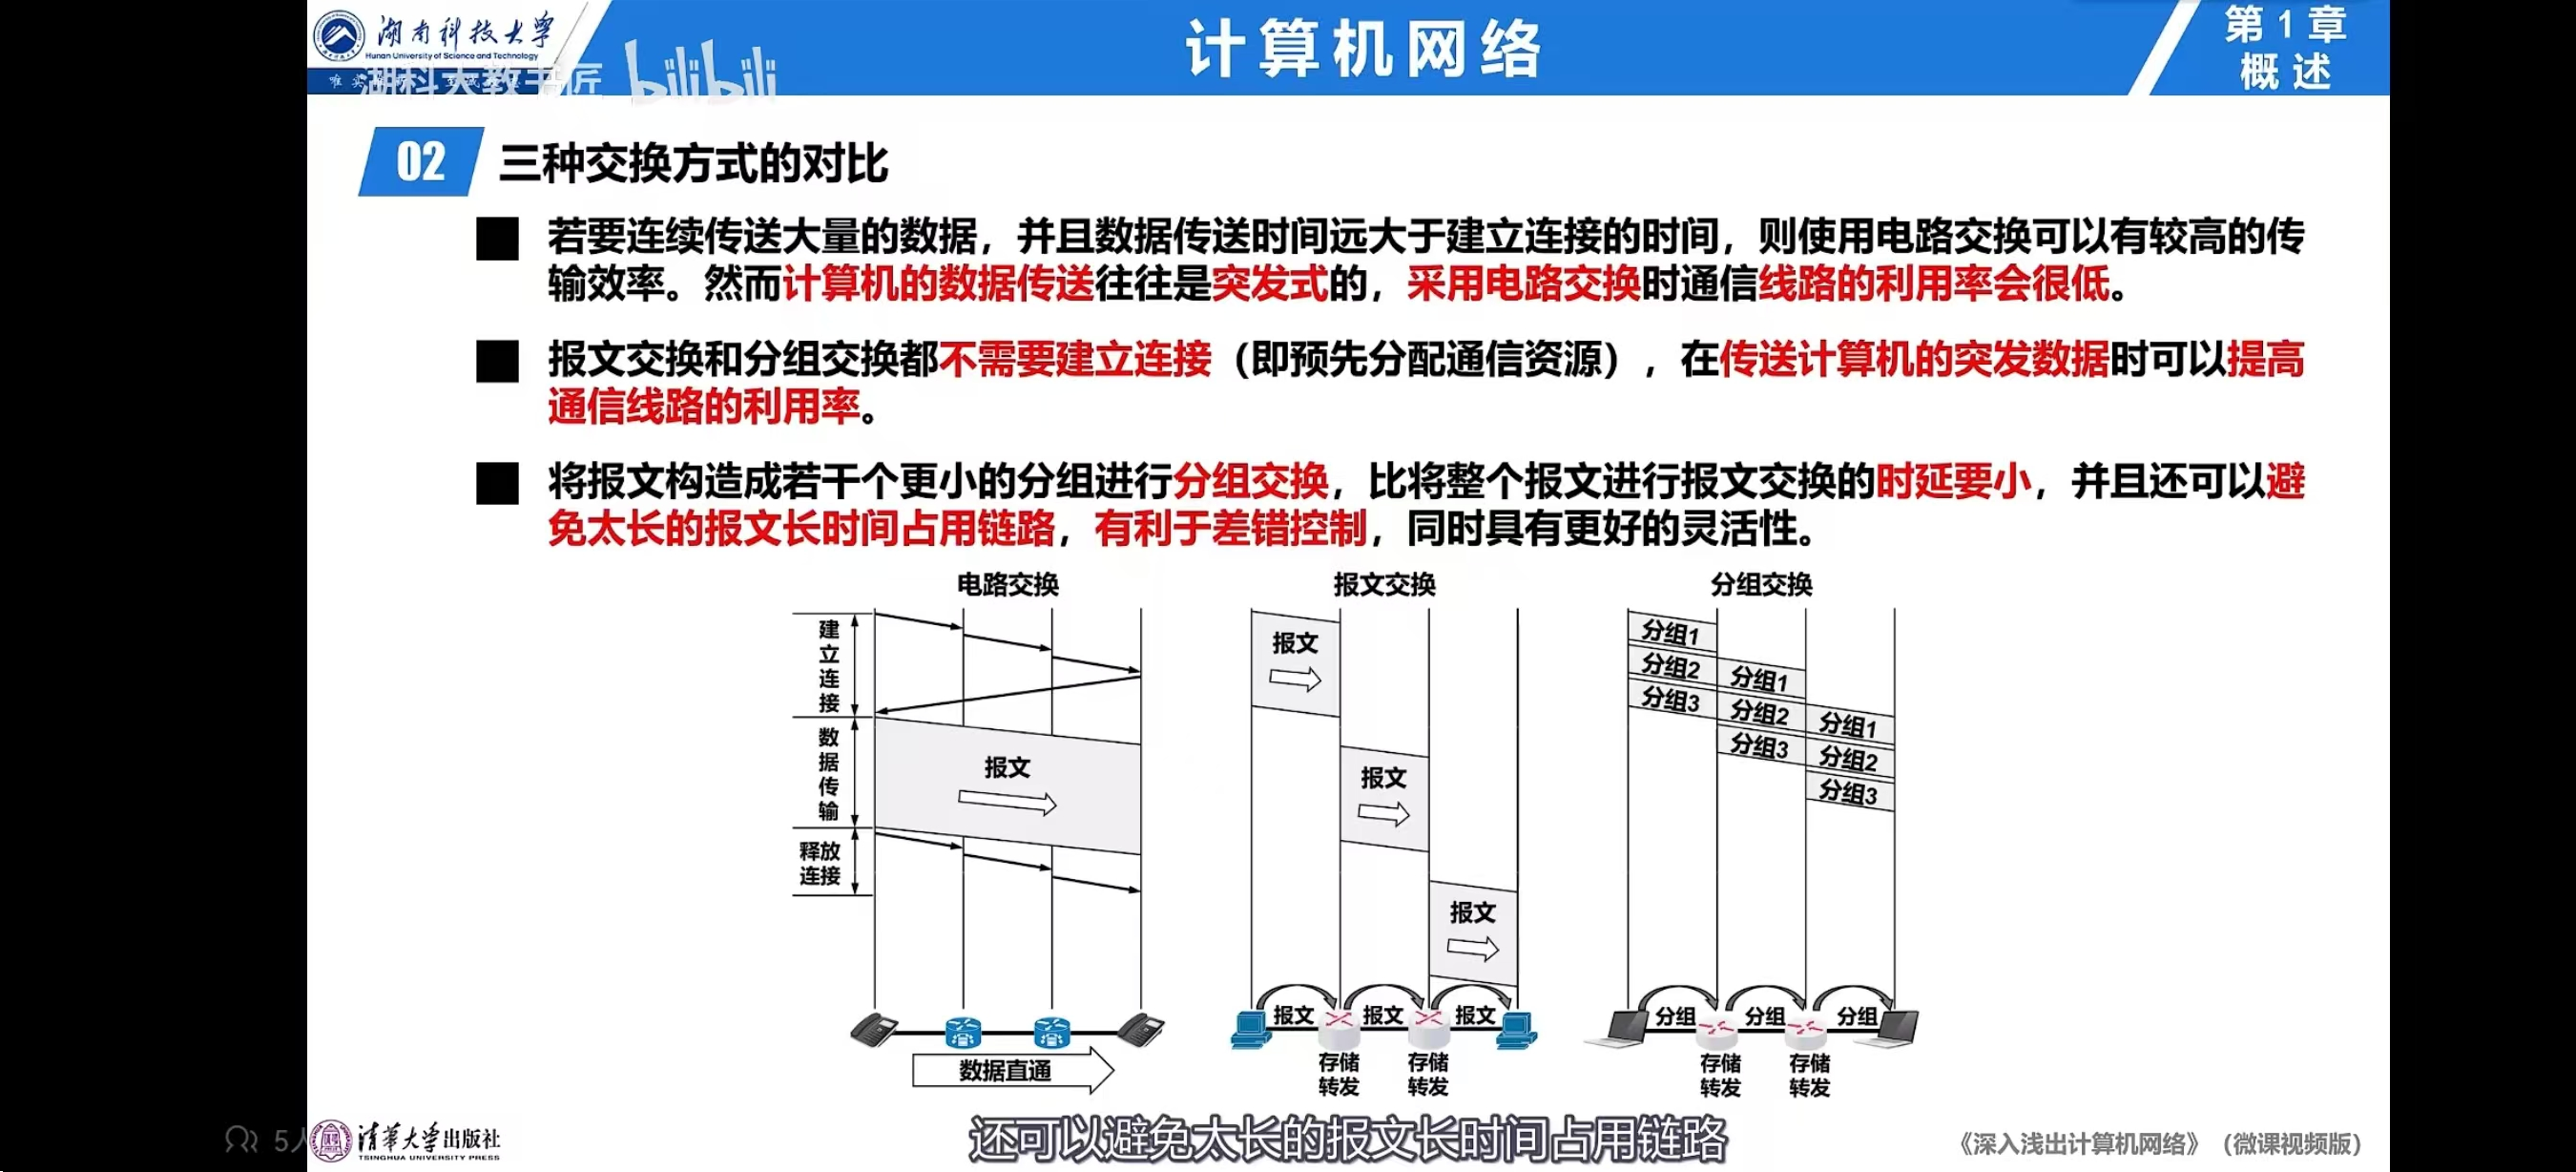 湖南科技大学
Hunan University of Science and Technology
湖科大教书匠 bilibili
计算机网络
第1章
概述
02 三种交换方式的对比
若要连续传送大量的数据，并且数据传送时间远大于建立连接的时间，则使用电路交换可以有较高的传
输效率。然而计算机的数据传送往往是突发式的，采用电路交换时通信线路的利用率会很低。
报文交换和分组交换都不需要建立连接（即预先分配通信资源），在传送计算机的突发数据时可以提高
通信线路的利用率。
将报文构造成若干个更小的分组进行分组交换，比将整个报文进行报文交换的时延要小，并且还可以避
免太长的报文长时间占用链路，有利于差错控制，同时具有更好的灵活性。
电路交换
建立连接
数据传输
释放
连接
报文
数据直通
报文交换
报文
报文
报文
报文 报文 报文
存储
转发
存储
转发
分组交换
分组1
分组2 分组1
分组3 分组2 分组1
分组3 分组2
分组3
分组 分组 分组
存储
转发
存储
转发
还可以避免太长的报文长时间占用链路
5人
清华大学出版社
TSINGHUA UNIVERSITY PRESS
《深入浅出计算机网络》（微课视频版）